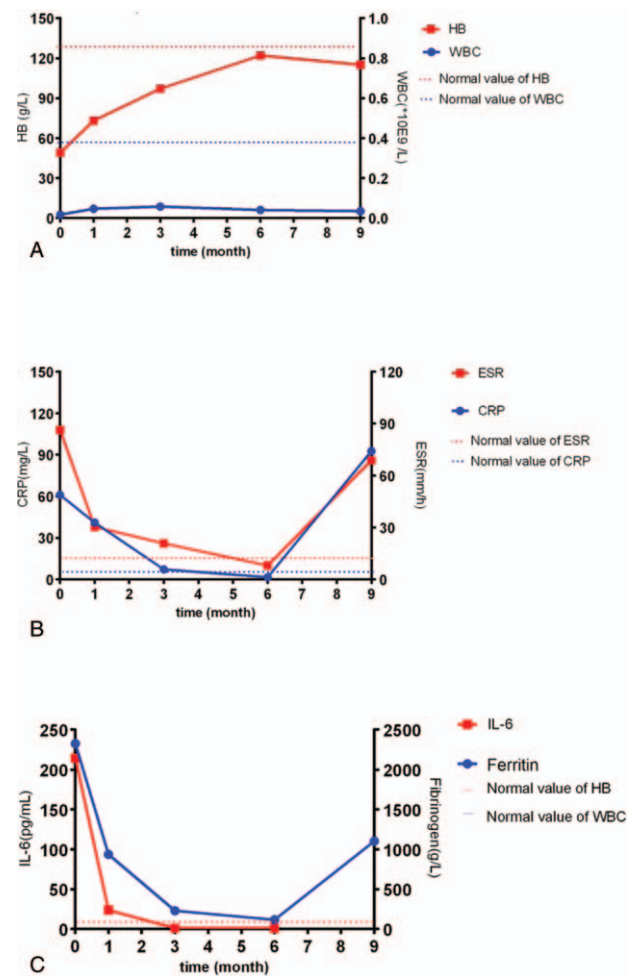 150
120
90
60
30
0
HB (g/L)
1.0
0.8
0.6
0.4
0.2
0.0
WBC(*10E9 /L)
0 1 2 3 4 5 6 7 8 9
time (month)
HB
WBC
Normal value of HB
Normal value of WBC
A
150
120
90
60
30
0
CRP(mg/L)
120
90
60
30
0
ESR(mm/h)
0 1 2 3 4 5 6 7 8 9
time (month)
ESR
CRP
Normal value of ESR
Normal value of CRP
B
250
200
150
100
50
0
IL-6(pg/mL)
2500
2000
1500
1000
500
0
Fibrinogen(g/L)
0 1 2 3 4 5 6 7 8 9
time (month)
IL-6
Ferritin
Normal value of HB
Normal value of WBC
C